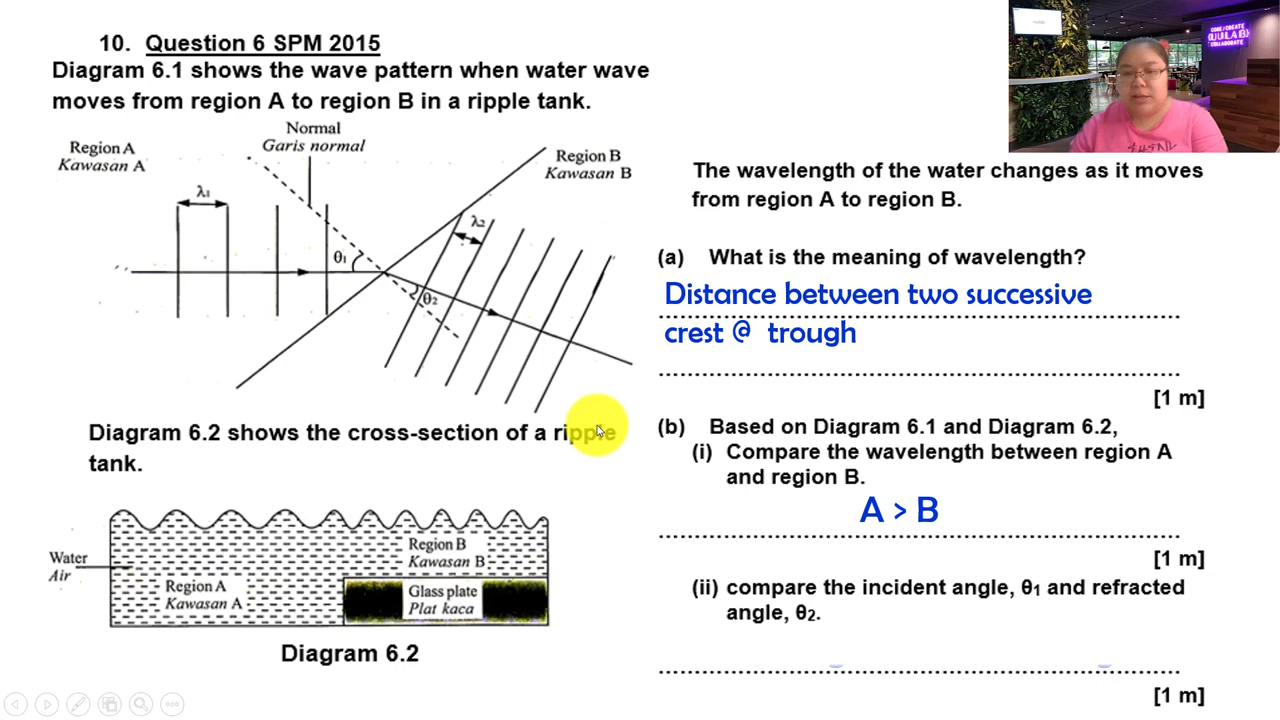 10. Question 6 SPM 2015
Diagram 6.1 shows the wave pattern when water wave
moves from region A to region B in a ripple tank.
Normal
Garis normal
Region A
Kawasan A
Region B
Kawasan B
λ1
λ2
θ1
θ2
Diagram 6.2 shows the cross-section of a ripple
tank.
Water
Air
Region A
Kawasan A
Region B
Kawasan B
Glass plate
Plat kaca
Diagram 6.2
The wavelength of the water changes as it moves
from region A to region B.
(a) What is the meaning of wavelength?
Distance between two successive
crest @ trough
[1 m]
(b) Based on Diagram 6.1 and Diagram 6.2,
(i) Compare the wavelength between region A
and region B.
A > B
[1 m]
(ii) compare the incident angle, θ1 and refracted
angle, θ2.
[1 m]